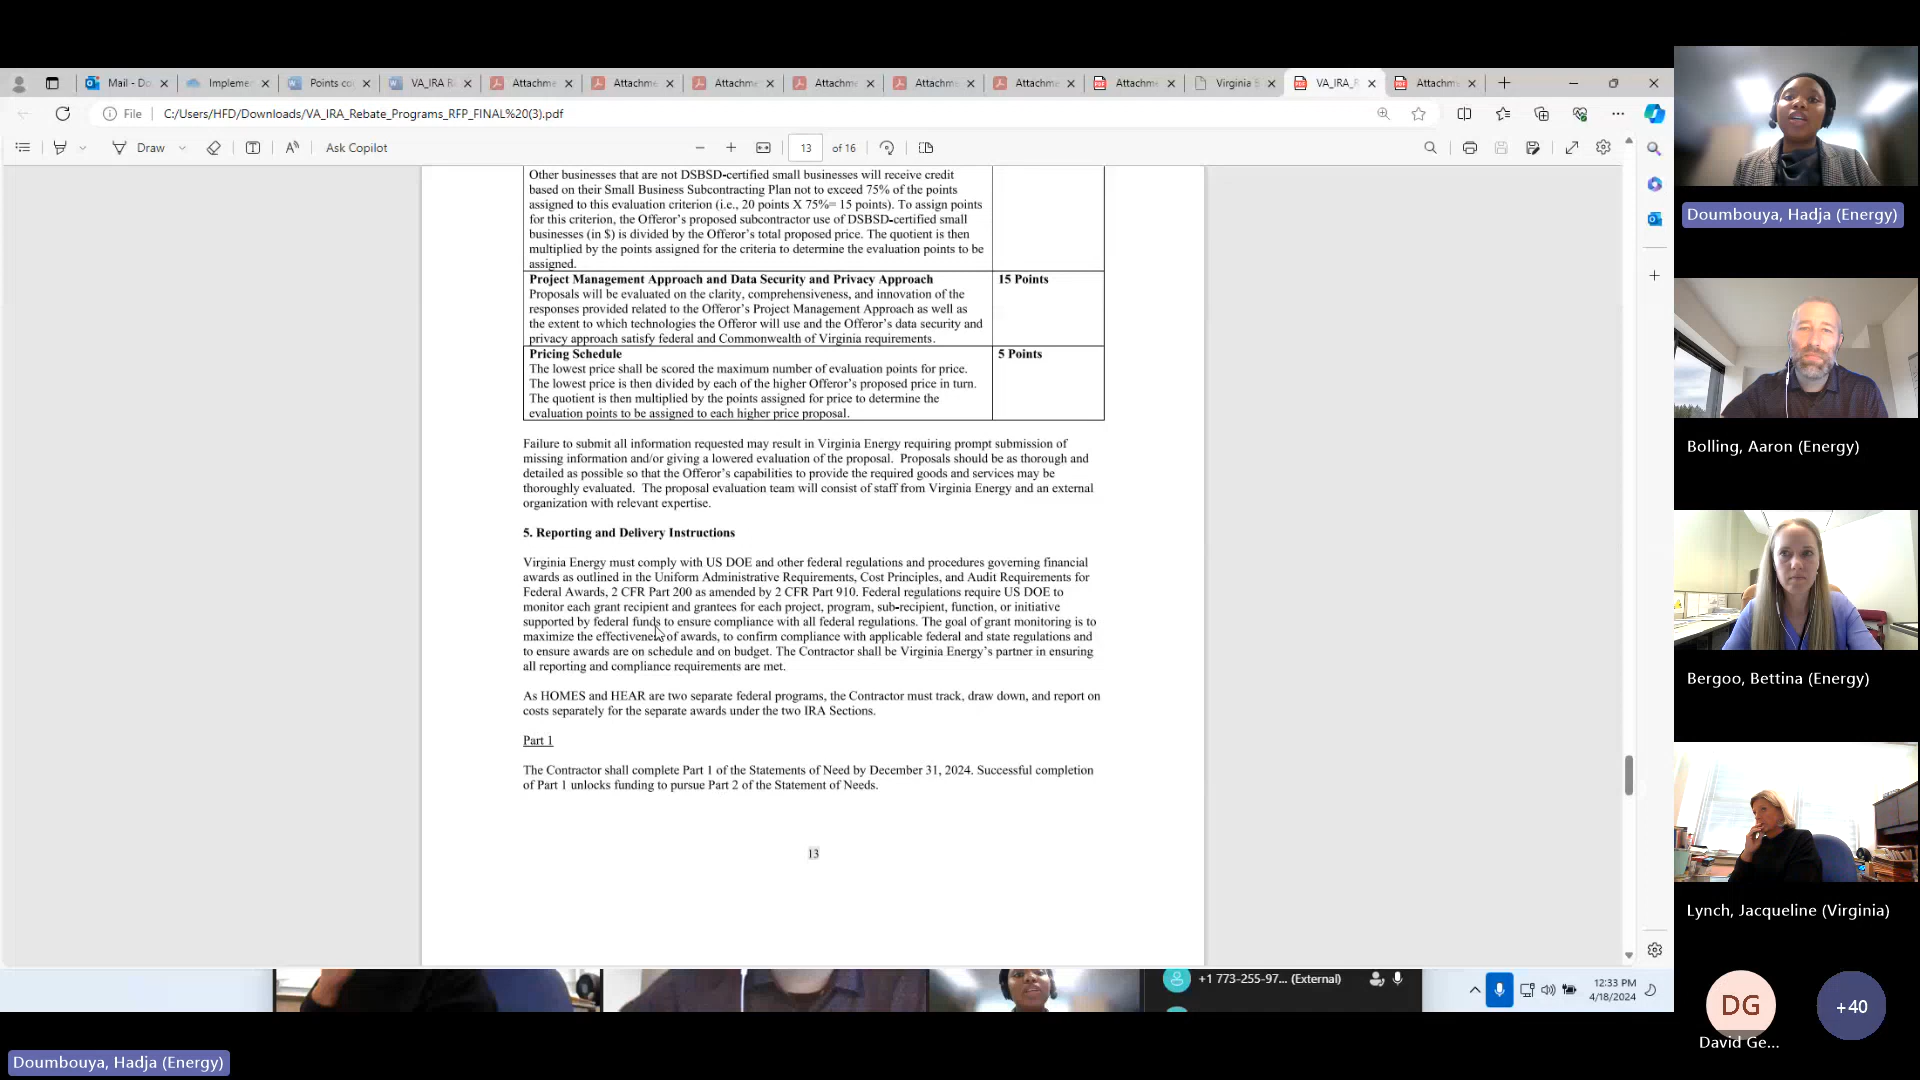 Mail - Do
Impleme
Points co
VA_IRA R
Attachme
Attachme
Attachme
Attachme
Attachme
Attachme
Attachme
Virginia E
VA_IRA_R
Attachm
File
C:/Users/HFD/Downloads/VA_IRA_Rebate_Programs_RFP_FINAL%20(3).pdf
Draw
Ask Copilot
13
of 16
Other businesses that are not DSBSD-certified small businesses will receive credit
based on their Small Business Subcontracting Plan not to exceed 75% of the points
assigned to this evaluation criterion (i.e., 20 points X 75%= 15 points). To assign points
for this criterion, the Offeror's proposed subcontractor use of DSBSD-certified small
businesses (in $) is divided by the Offeror's total proposed price. The quotient is then
multiplied by the points assigned for the criteria to determine the evaluation points to be
assigned.
Project Management Approach and Data Security and Privacy Approach
15 Points
Proposals will be evaluated on the clarity, comprehensiveness, and innovation of the
responses provided related to the Offeror's Project Management Approach as well as
the extent to which technologies the Offeror will use and the Offeror's data security and
privacy approach satisfy federal and Commonwealth of Virginia requirements.
Pricing Schedule
5 Points
The lowest price shall be scored the maximum number of evaluation points for price.
The lowest price is then divided by each of the higher Offeror's proposed price in turn.
The quotient is then multiplied by the points assigned for price to determine the
evaluation points to be assigned to each higher price proposal.
Failure to submit all information requested may result in Virginia Energy requiring prompt submission of
missing information and/or giving a lowered evaluation of the proposal.  Proposals should be as thorough and
detailed as possible so that the Offeror's capabilities to provide the required goods and services may be
thoroughly evaluated.  The proposal evaluation team will consist of staff from Virginia Energy and an external
organization with relevant expertise.
5. Reporting and Delivery Instructions
Virginia Energy must comply with US DOE and other federal regulations and procedures governing financial
awards as outlined in the Uniform Administrative Requirements, Cost Principles, and Audit Requirements for
Federal Awards, 2 CFR Part 200 as amended by 2 CFR Part 910. Federal regulations require US DOE to
monitor each grant recipient and grantees for each project, program, sub-recipient, function, or initiative
supported by federal funds to ensure compliance with all federal regulations. The goal of grant monitoring is to
maximize the effectiveness of awards, to confirm compliance with applicable federal and state regulations and
to ensure awards are on schedule and on budget. The Contractor shall be Virginia Energy's partner in ensuring
all reporting and compliance requirements are met.
As HOMES and HEAR are two separate federal programs, the Contractor must track, draw down, and report on
costs separately for the separate awards under the two IRA Sections.
Part 1
The Contractor shall complete Part 1 of the Statements of Need by December 31, 2024. Successful completion
of Part 1 unlocks funding to pursue Part 2 of the Statement of Needs.
13
+1 773-255-97... (External)
12:33 PM
4/18/2024
Doumbouya, Hadja (Energy)
Bolling, Aaron (Energy)
Bergoo, Bettina (Energy)
Lynch, Jacqueline (Virginia)
DG
+40
David Ge...
Doumbouya, Hadja (Energy)